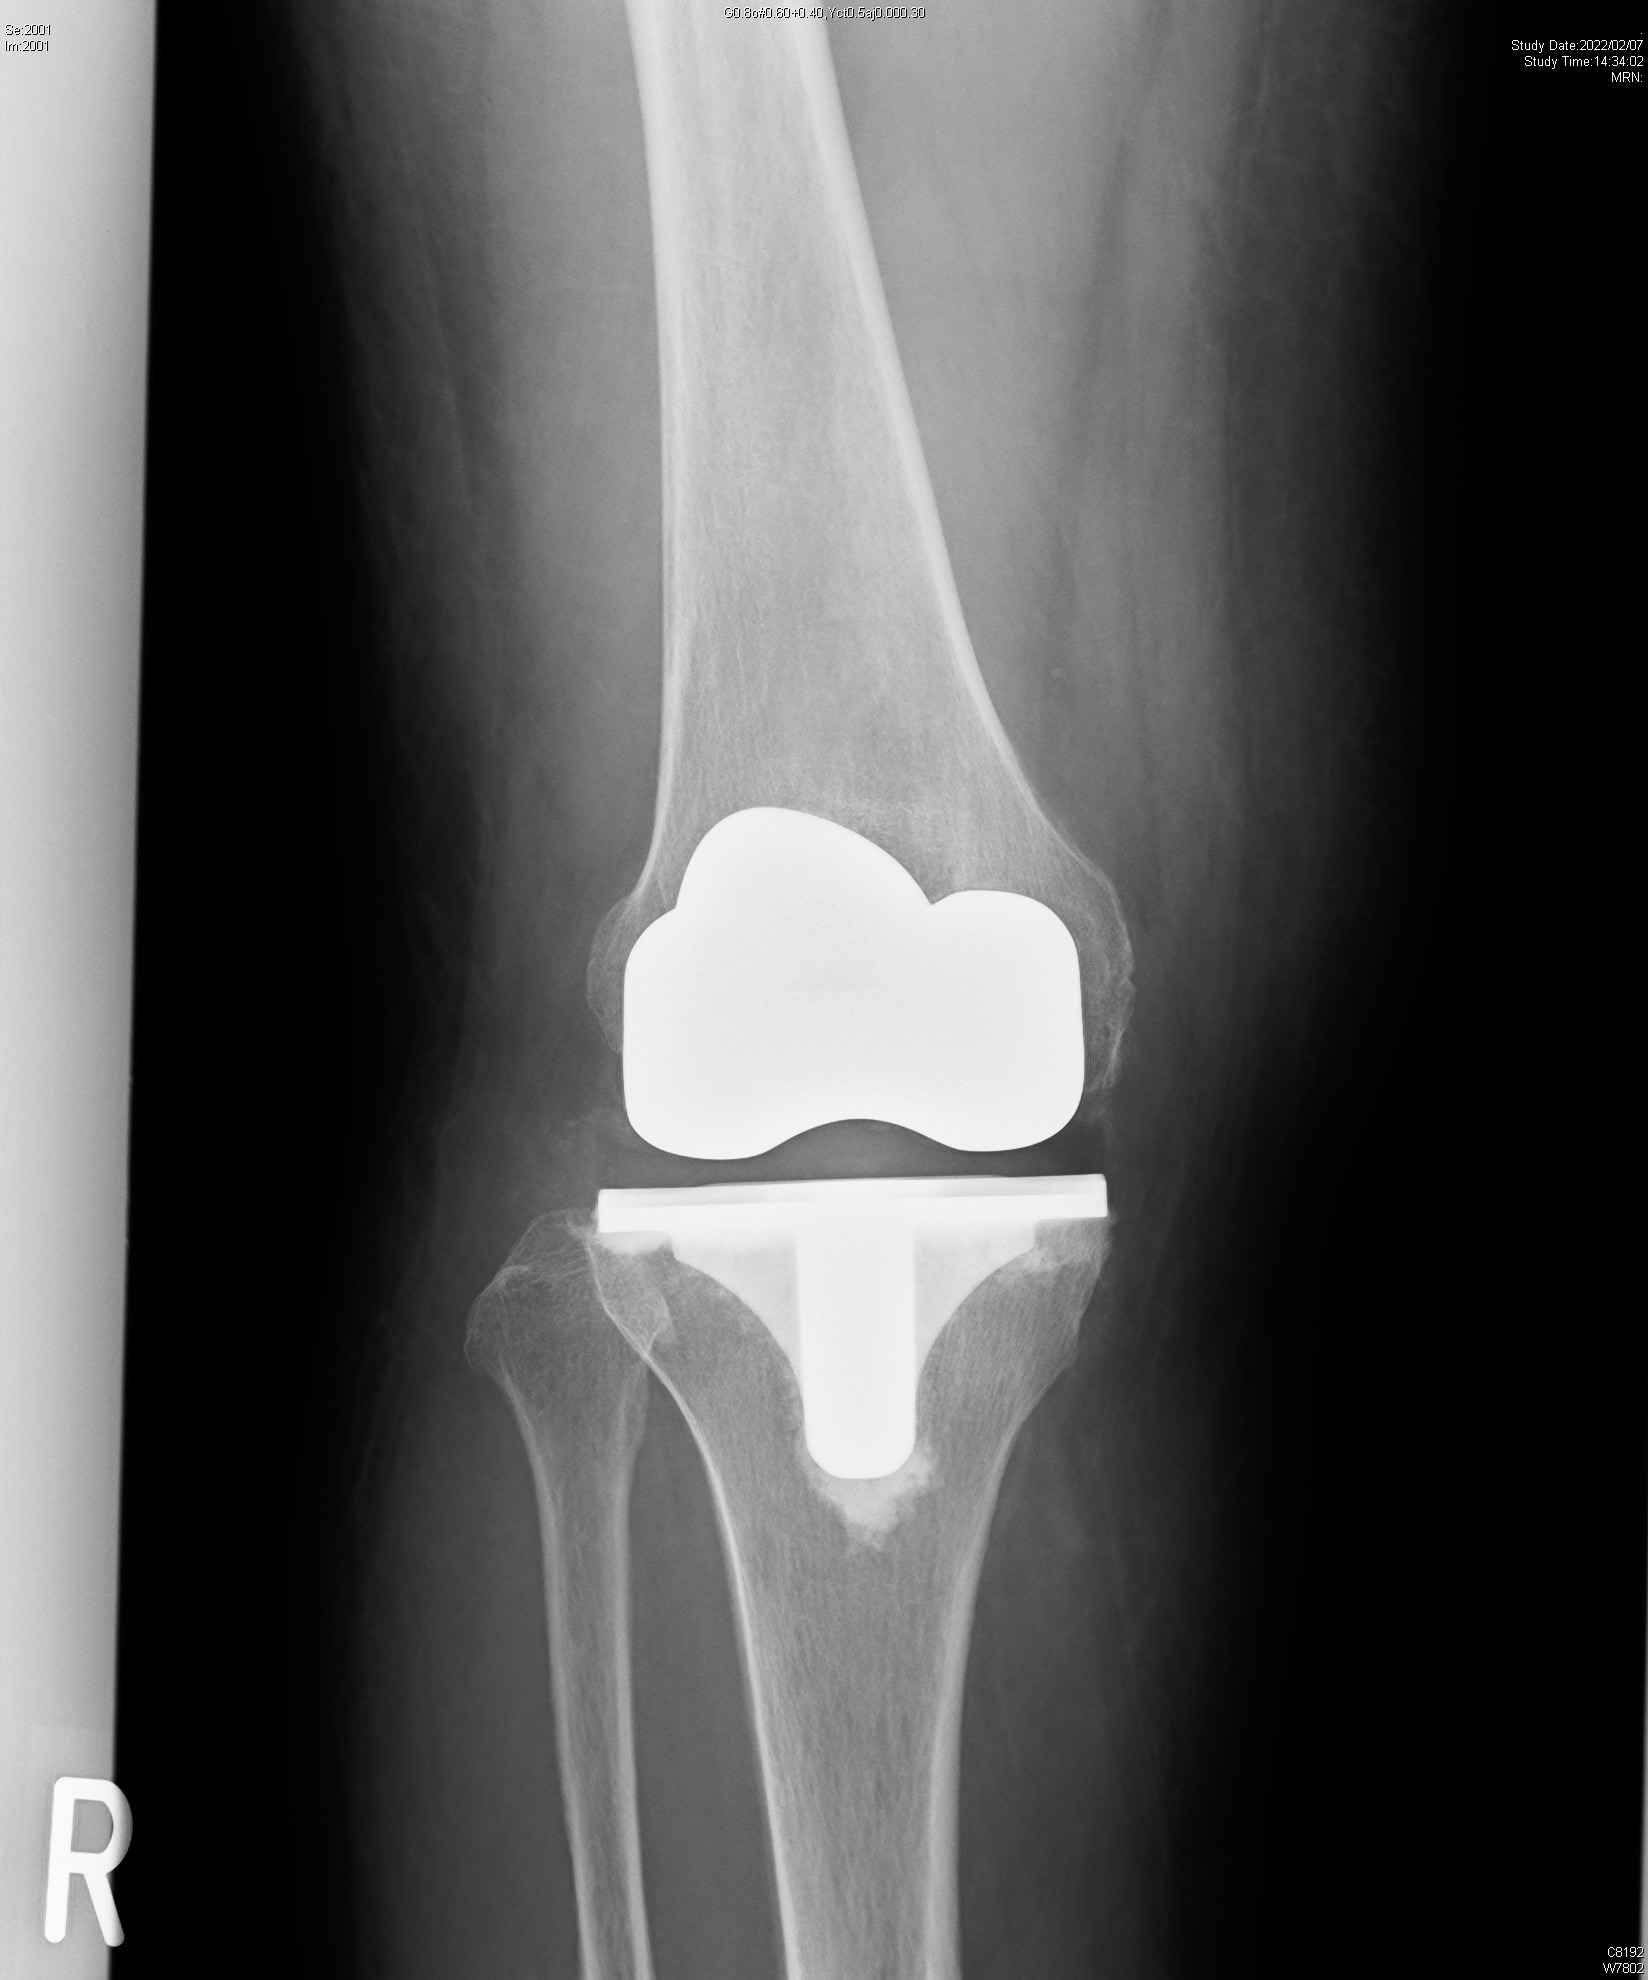 G0.8o#0.60+0.40,Yct0.5aj0.000.30
Se:2001
Im:2001
Study Date:2022/02/07
Study Time:14:34:02
MRN:
R
C8192
W7802